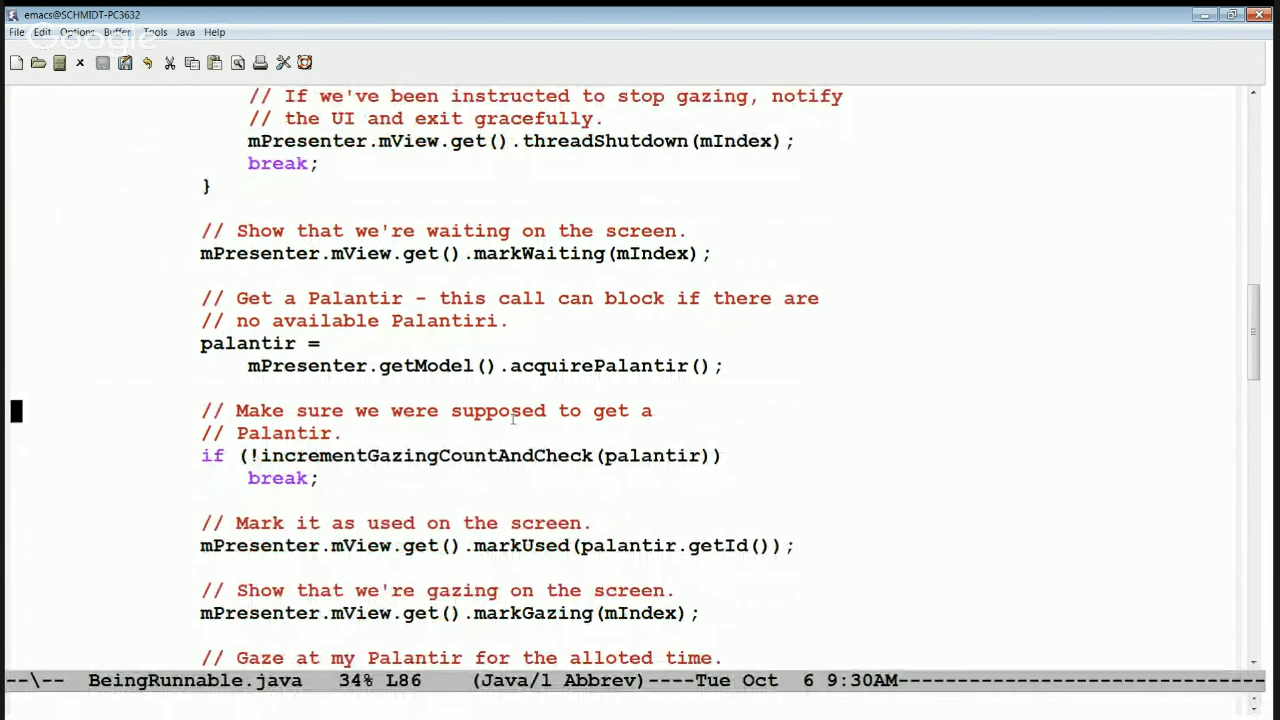 emacs@SCHMIDT-PC3632
File Edit Options Buffers Tools Java Help
Google
// If we've been instructed to stop gazing, notify
// the UI and exit gracefully.
mPresenter.mView.get().threadShutdown(mIndex);
break;
}
// Show that we're waiting on the screen.
mPresenter.mView.get().markWaiting(mIndex);
// Get a Palantir - this call can block if there are
// no available Palantiri.
palantir =
mPresenter.getModel().acquirePalantir();
// Make sure we were supposed to get a
// Palantir.
if (!incrementGazingCountAndCheck(palantir))
break;
// Mark it as used on the screen.
mPresenter.mView.get().markUsed(palantir.getId());
// Show that we're gazing on the screen.
mPresenter.mView.get().markGazing(mIndex);
// Gaze at my Palantir for the alloted time.
--\-- BeingRunnable.java 34% L86 (Java/l Abbrev)----Tue Oct 6 9:30AM------------------------------